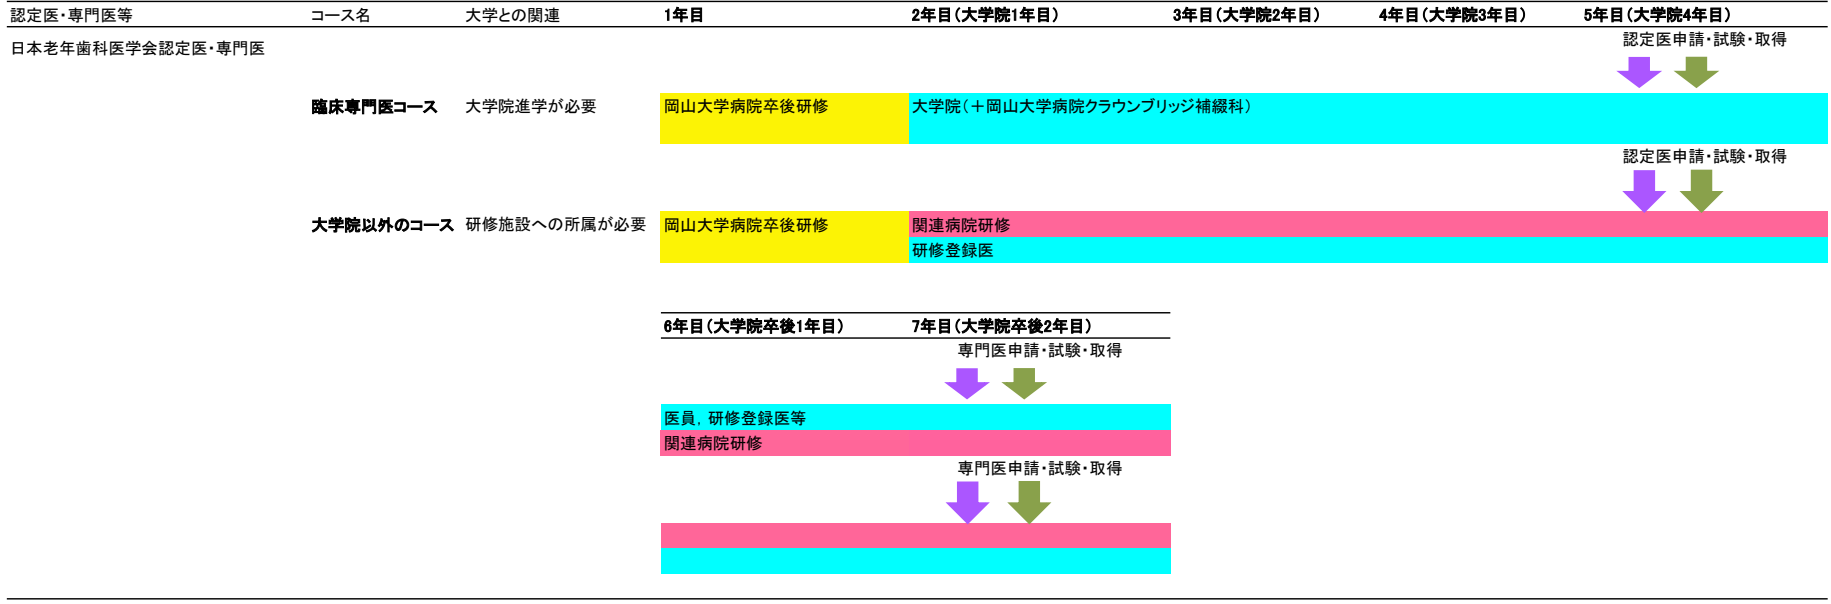 認定医・専門医等 コース名 大学との関連 1年目 2年目(大学院1年目) 3年目(大学院2年目) 4年目(大学院3年目) 5年目(大学院4年目)
日本老年歯科医学会認定医・専門医 認定医申請・試験・取得
臨床専門医コース 大学院進学が必要 岡山大学病院卒後研修 大学院(+岡山大学病院クラウンブリッジ補綴科)
認定医申請・試験・取得
大学院以外のコース 研修施設への所属が必要 岡山大学病院卒後研修 関連病院研修
研修登録医
6年目(大学院卒後1年目) 7年目(大学院卒後2年目)
専門医申請・試験・取得
医員, 研修登録医等
関連病院研修
専門医申請・試験・取得